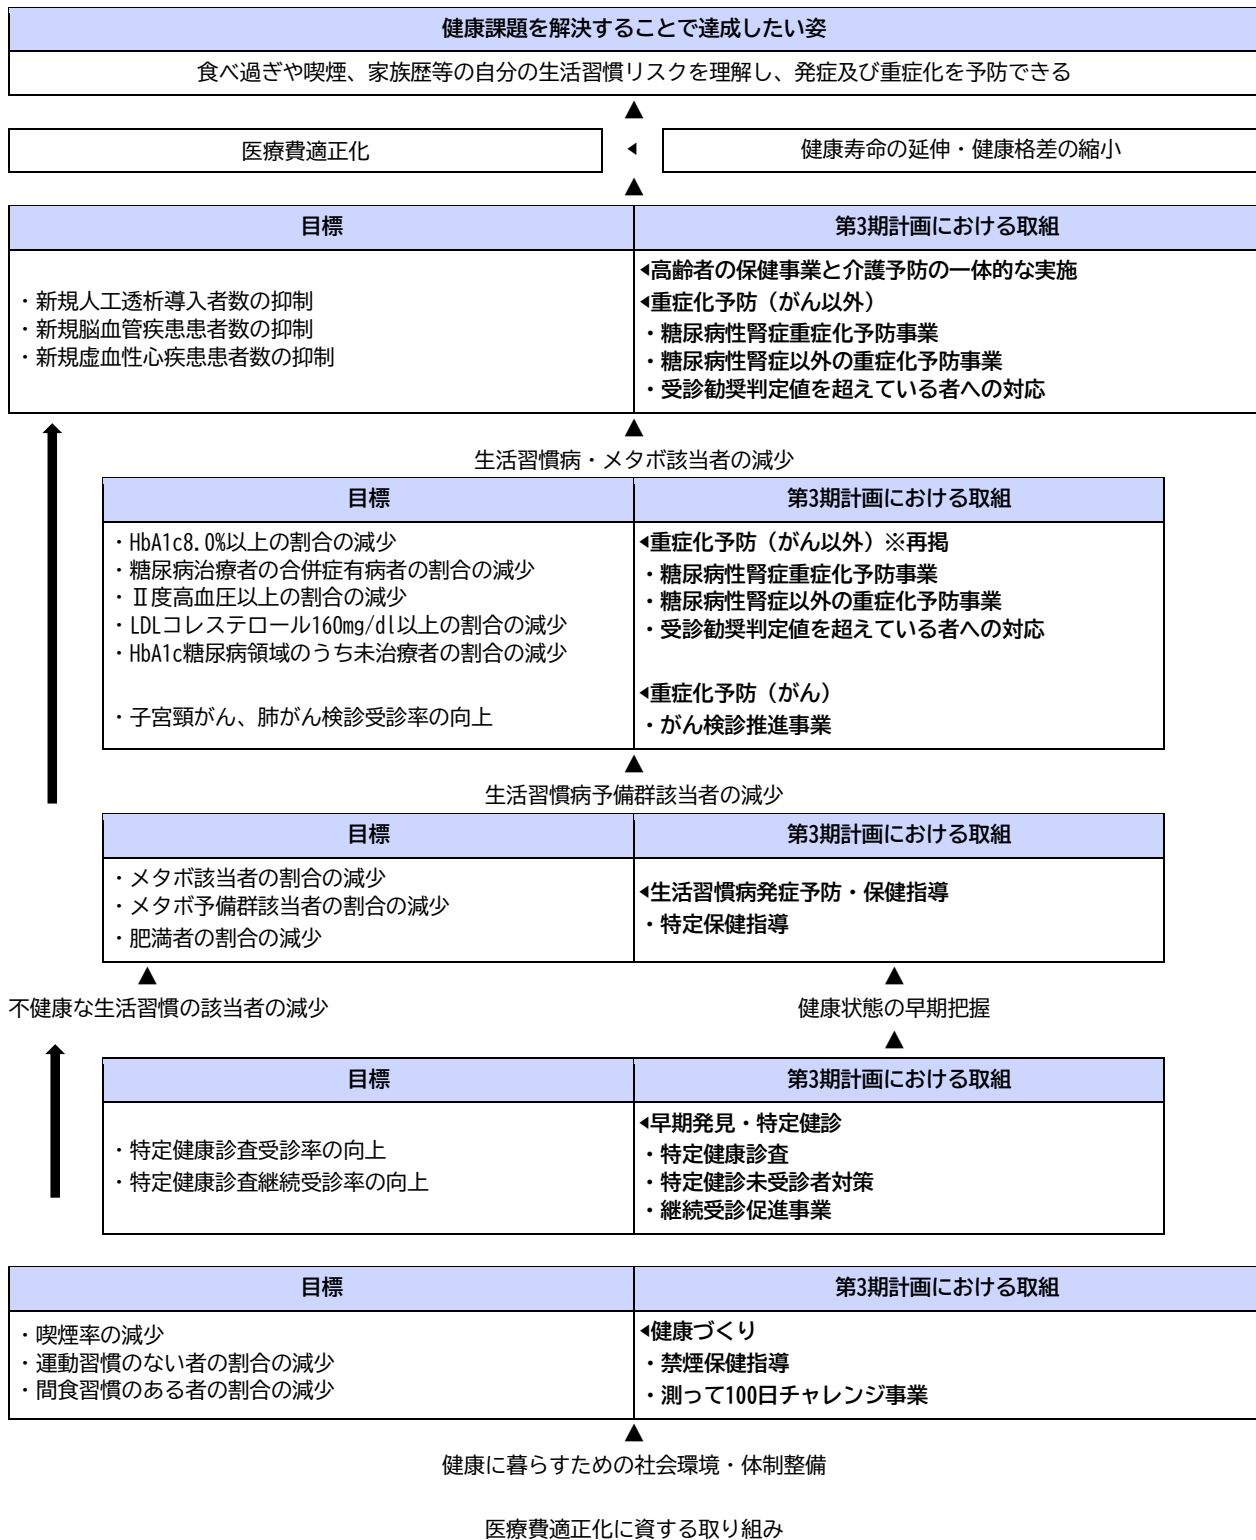 健康課題を解決することで達成したい姿
食べ過ぎや喫煙、家族歴等の自分の生活習慣リスクを理解し、発症及び重症化を予防できる
▲
医療費適正化
◀
健康寿命の延伸・健康格差の縮小
▲
目標
第3期計画における取組
・新規人工透析導入者数の抑制
・新規脳血管疾患患者数の抑制
・新規虚血性心疾患患者数の抑制
◀高齢者の保健事業と介護予防の一体的な実施
◀重症化予防（がん以外）
・糖尿病性腎症重症化予防事業
・糖尿病性腎症以外の重症化予防事業
・受診勧奨判定値を超えている者への対応
▲
生活習慣病・メタボ該当者の減少
目標
第3期計画における取組
・HbA1c8.0%以上の割合の減少
・糖尿病治療者の合併症有病者の割合の減少
・Ⅱ度高血圧以上の割合の減少
・LDLコレステロール160mg/dl以上の割合の減少
・HbA1c糖尿病領域のうち未治療者の割合の減少
・子宮頸がん、肺がん検診受診率の向上
◀重症化予防（がん以外）※再掲
・糖尿病性腎症重症化予防事業
・糖尿病性腎症以外の重症化予防事業
・受診勧奨判定値を超えている者への対応
◀重症化予防（がん）
・がん検診推進事業
▲
生活習慣病予備群該当者の減少
目標
第3期計画における取組
・メタボ該当者の割合の減少
・メタボ予備群該当者の割合の減少
・肥満者の割合の減少
◀生活習慣病発症予防・保健指導
・特定保健指導
▲
▲
不健康な生活習慣の該当者の減少
健康状態の早期把握
▲
目標
第3期計画における取組
・特定健康診査受診率の向上
・特定健康診査継続受診率の向上
◀早期発見・特定健診
・特定健康診査
・特定健診未受診者対策
・継続受診促進事業
目標
第3期計画における取組
・喫煙率の減少
・運動習慣のない者の割合の減少
・間食習慣のある者の割合の減少
◀健康づくり
・禁煙保健指導
・測って100日チャレンジ事業
▲
健康に暮らすための社会環境・体制整備
医療費適正化に資する取り組み